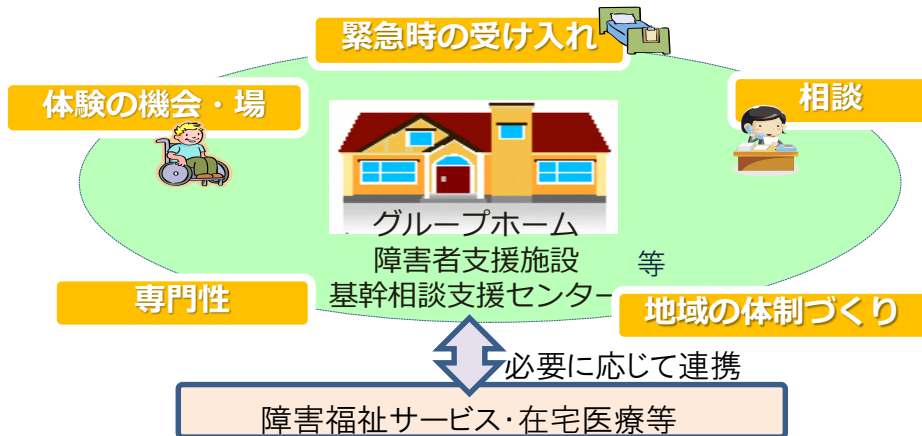 緊急時の受け入れ
体験の機会・場
相談
グループホーム
障害者支援施設 等
専門性
基幹相談支援センター
地域の体制づくり
必要に応じて連携
障害福祉サービス・在宅医療等